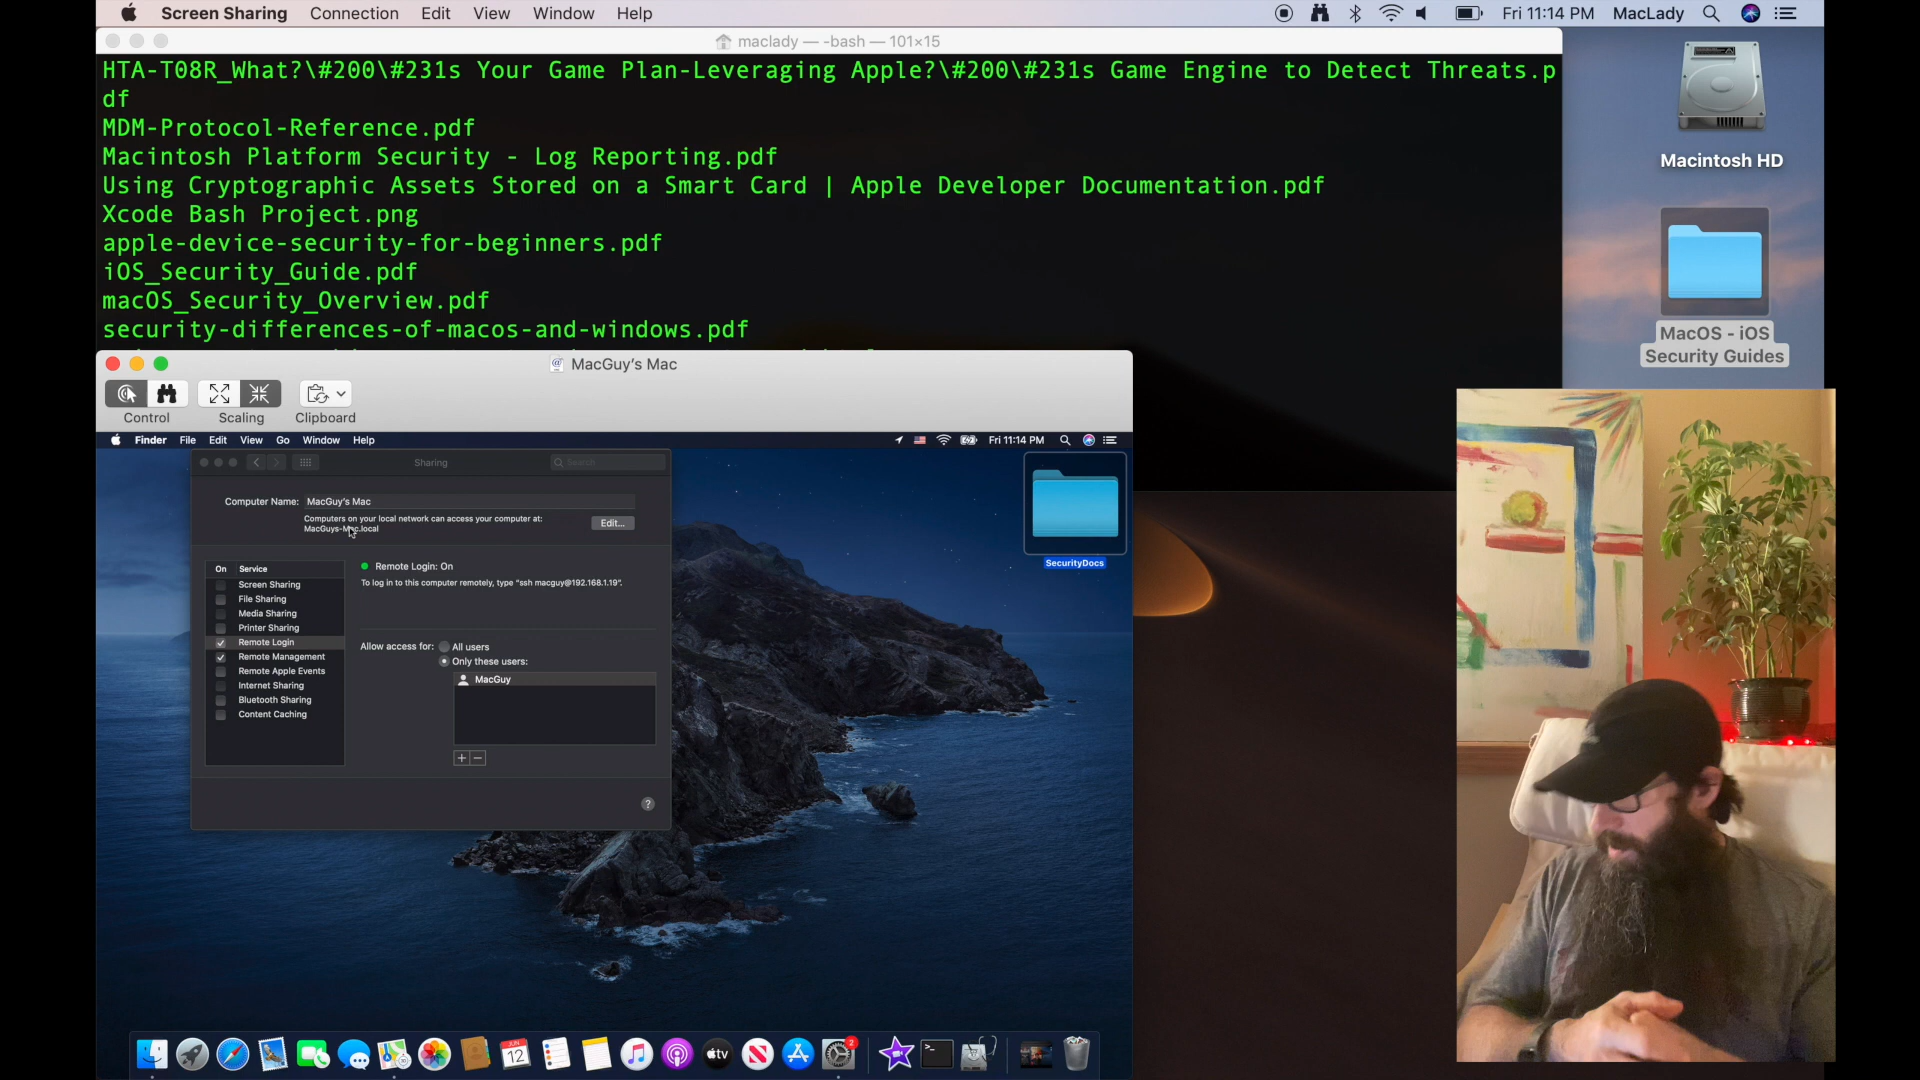 Screen Sharing Connection Edit View Window Help
Fri 11:14 PM MacLady
maclady — -bash — 101×15
HTA-T08R_What?\#200\#231s Your Game Plan-Leveraging Apple?\#200\#231s Game Engine to Detect Threats.p
df
MDM-Protocol-Reference.pdf
Macintosh Platform Security - Log Reporting.pdf
Using Cryptographic Assets Stored on a Smart Card | Apple Developer Documentation.pdf
Xcode Bash Project.png
apple-device-security-for-beginners.pdf
iOS_Security_Guide.pdf
macOS_Security_Overview.pdf
security-differences-of-macos-and-windows.pdf
Macintosh HD
MacOS - iOS
Security Guides
MacGuy's Mac
Control Scaling Clipboard
Finder File Edit View Go Window Help
Fri 11:14 PM
Sharing
Search
Computer Name: MacGuy's Mac
Computers on your local network can access your computer at:
MacGuys-Mac.local
Edit...
On Service
Screen Sharing
File Sharing
Media Sharing
Printer Sharing
Remote Login
Remote Management
Remote Apple Events
Internet Sharing
Bluetooth Sharing
Content Caching
Remote Login: On
To log in to this computer remotely, type "ssh macguy@192.168.1.19".
Allow access for: All users
Only these users:
MacGuy
+ −
?
SecurityDocs
JUN
12
tv
2